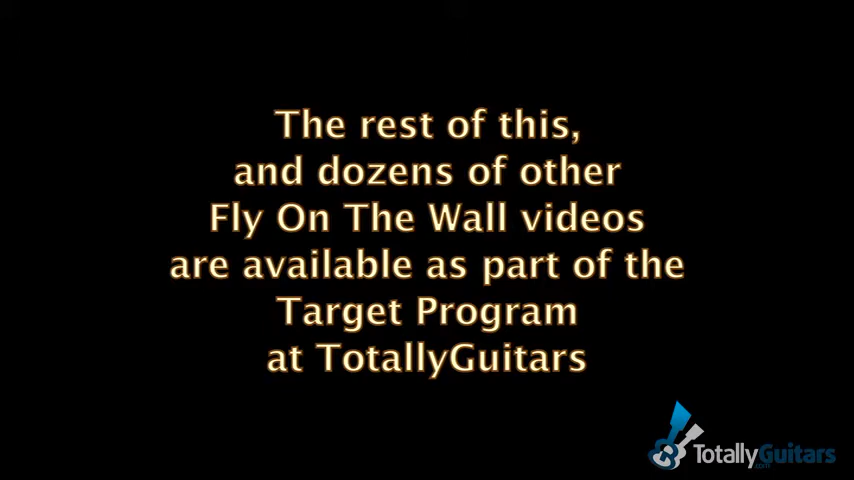 The rest of this,
and dozens of other
Fly On The Wall videos
are available as part of the
Target Program
at TotallyGuitars
TotallyGuitars
.com